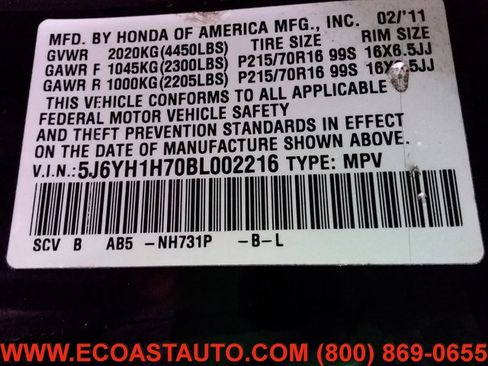 MFD. BY HONDA OF AMERICA MFG., INC. 02/'11
GVWR 2020KG(4450LBS) TIRE SIZE RIM SIZE
GAWR F 1045KG(2300LBS) P215/70R16 99S 16X6.5JJ
GAWR R 1000KG(2205LBS) P215/70R16 99S 16X6.5JJ
THIS VEHICLE CONFORMS TO ALL APPLICABLE
FEDERAL MOTOR VEHICLE SAFETY
AND THEFT PREVENTION STANDARDS IN EFFECT
ON THE DATE OF MANUFACTURE SHOWN ABOVE.
V.I.N.: 5J6YH1H70BL002216 TYPE: MPV
SCV B AB5 -NH731P -B-L
WWW.ECOASTAUTO.COM (800) 869-0655